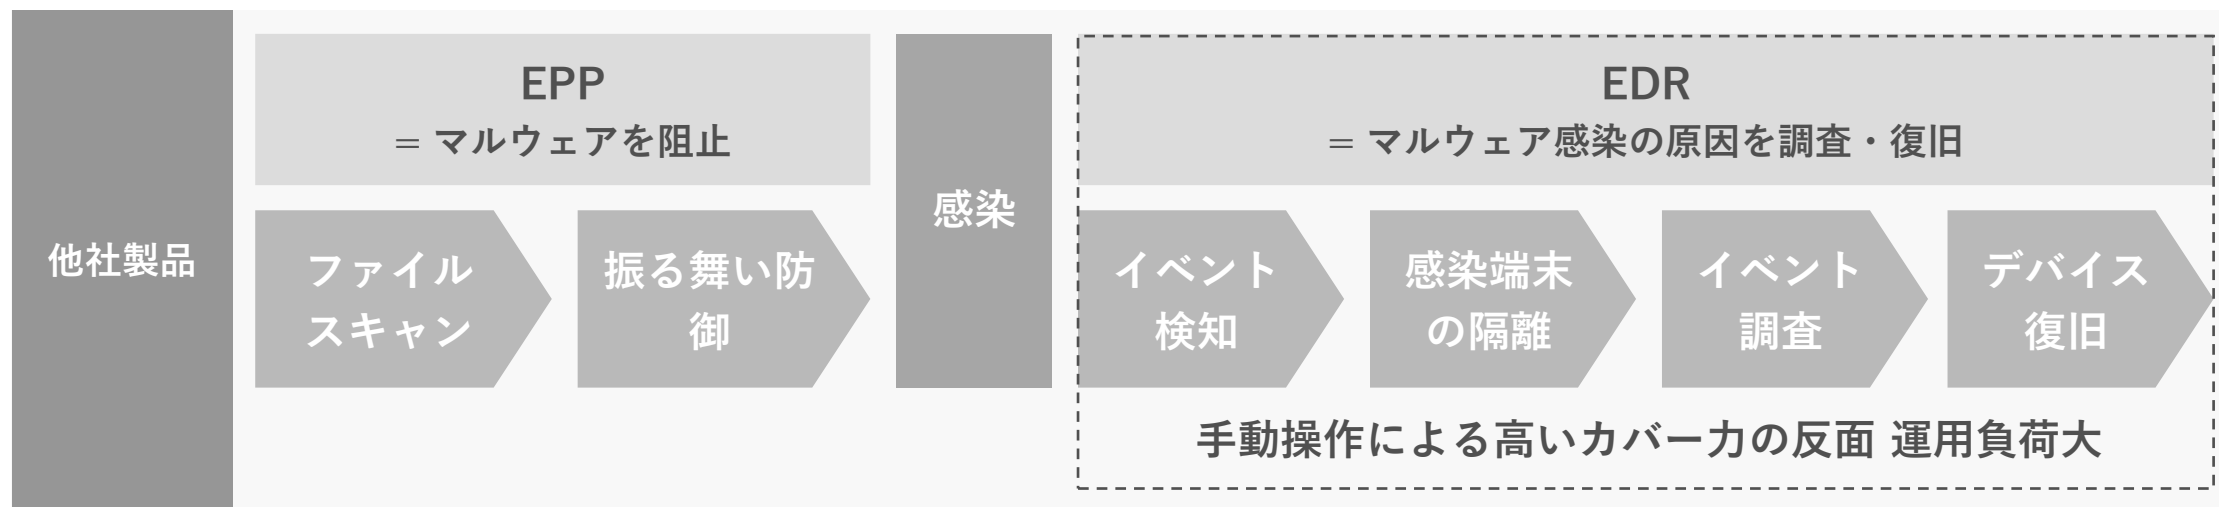 他社製品
EPP
= マルウェアを阻止
ファイル
スキャン
振る舞い防
御
感染
EDR
= マルウェア感染の原因を調査・復旧
イベント
検知
感染端末
の隔離
イベント
調査
デバイス
復旧
手動操作による高いカバー力の反面 運用負荷大